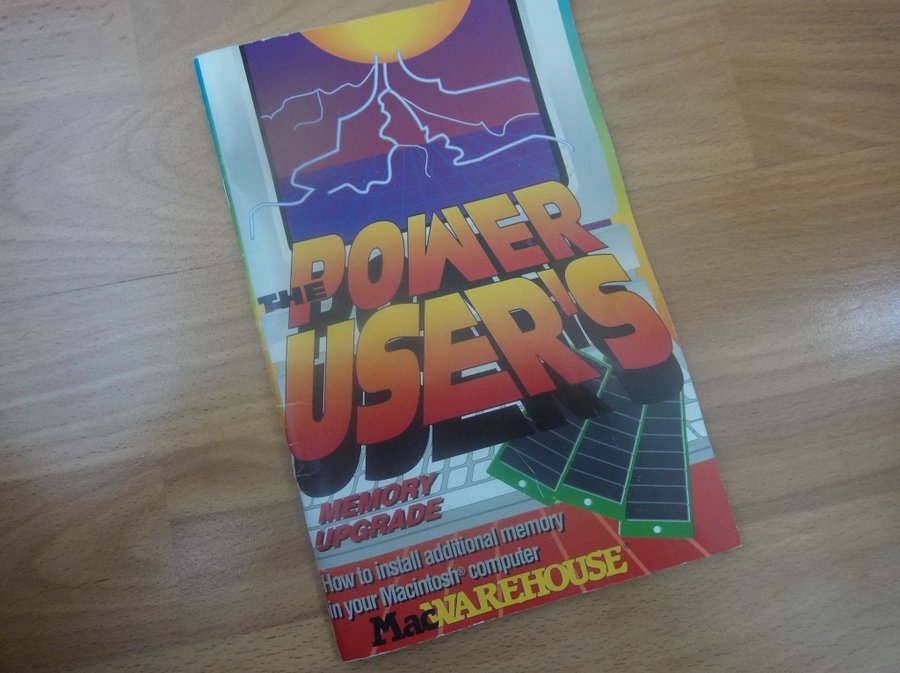 THE POWER
USER'S
MEMORY
UPGRADE
How to install additional memory
in your Macintosh® computer
MacWAREHOUSE